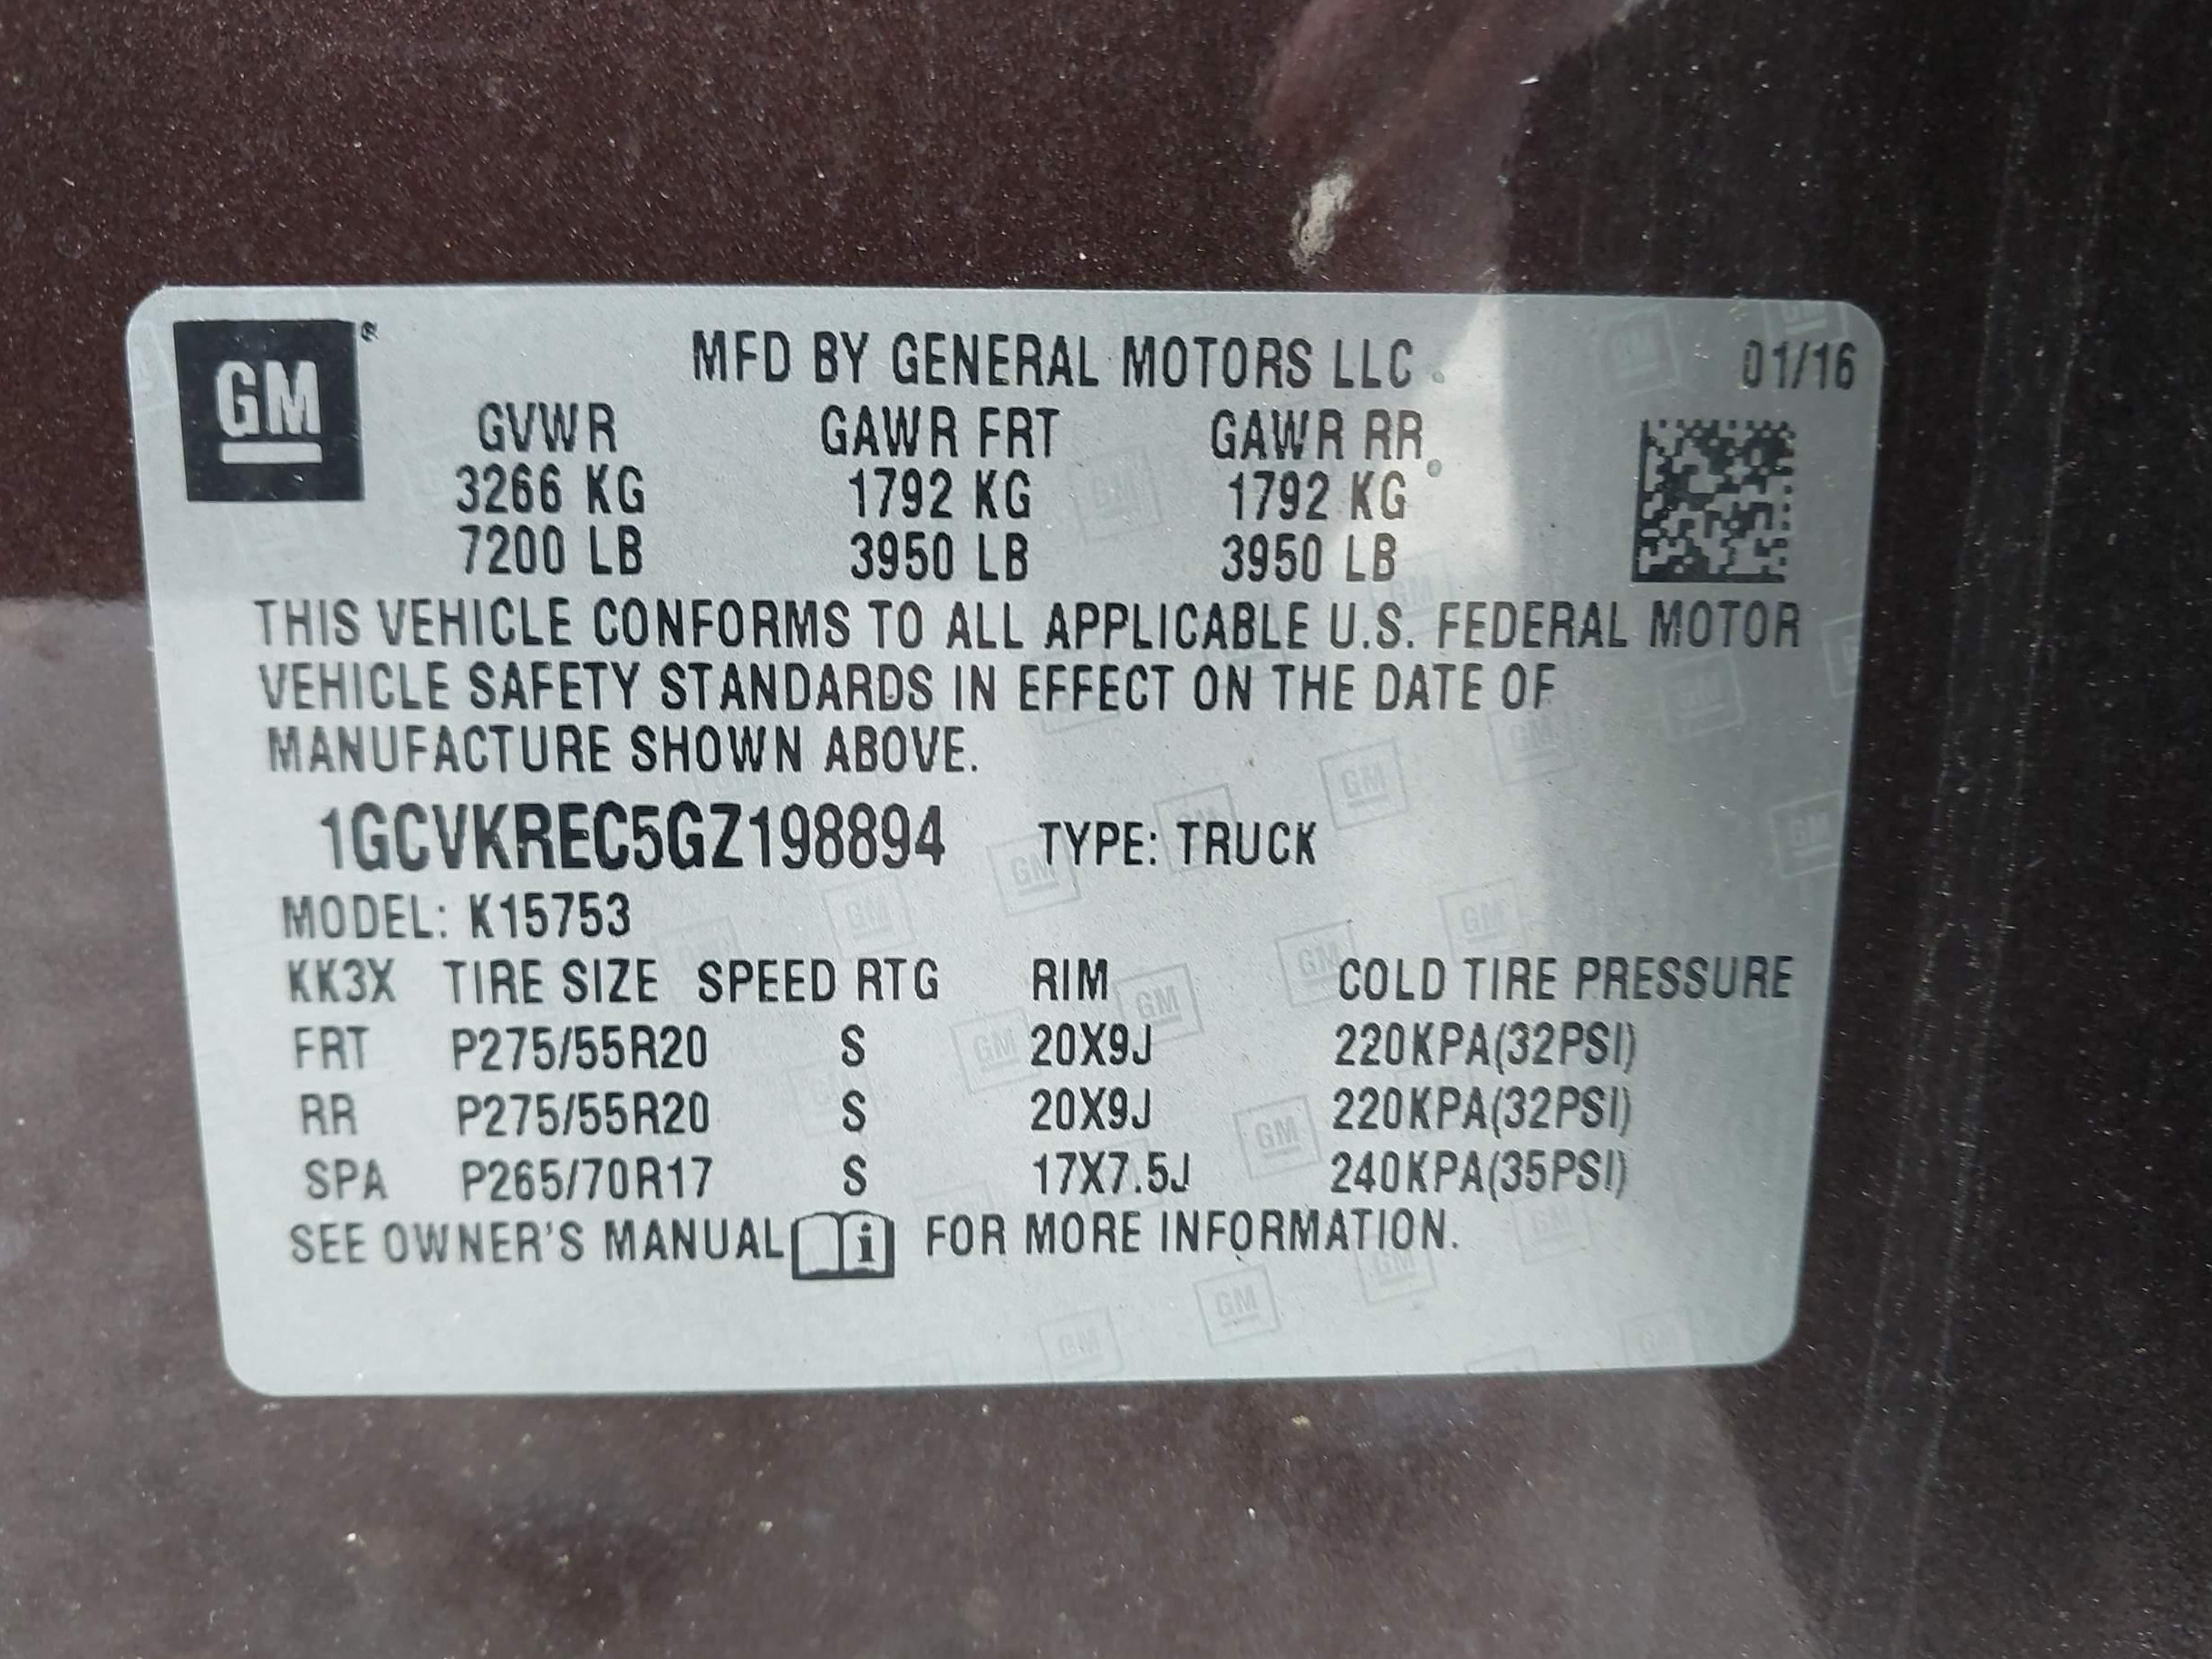 GM® MFD BY GENERAL MOTORS LLC 01/16
GVWR GAWR FRT GAWR RR
3266 KG 1792 KG 1792 KG
7200 LB 3950 LB 3950 LB
THIS VEHICLE CONFORMS TO ALL APPLICABLE U.S. FEDERAL MOTOR
VEHICLE SAFETY STANDARDS IN EFFECT ON THE DATE OF
MANUFACTURE SHOWN ABOVE.
1GCVKREC5GZ198894 TYPE: TRUCK
MODEL: K15753
KK3X TIRE SIZE SPEED RTG RIM COLD TIRE PRESSURE
FRT P275/55R20 S 20X9J 220KPA(32PSI)
RR P275/55R20 S 20X9J 220KPA(32PSI)
SPA P265/70R17 S 17X7.5J 240KPA(35PSI)
SEE OWNER'S MANUAL i FOR MORE INFORMATION.